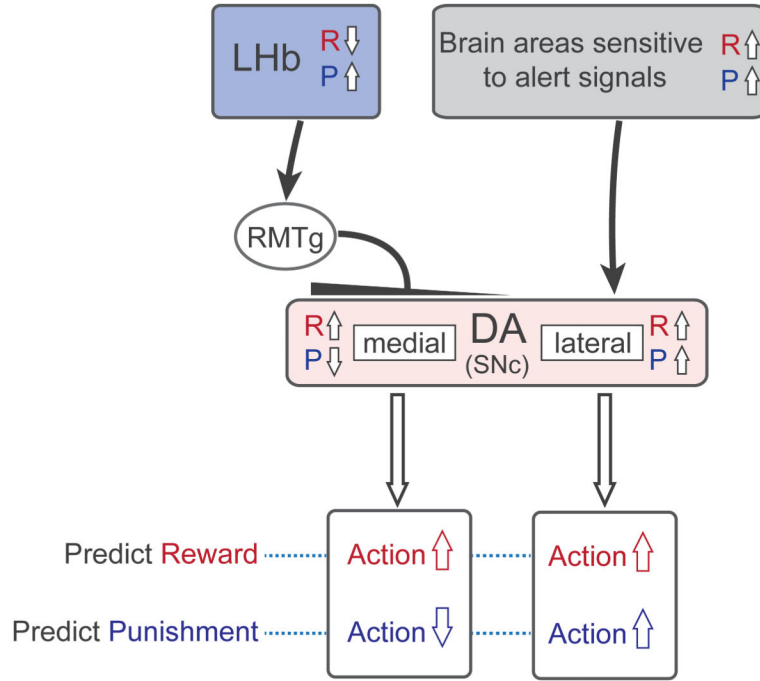 LHb
R
P
Brain areas sensitive
to alert signals
R
P
RMTg
R
P
medial
DA
(SNc)
lateral
R
P
Predict Reward
Action
Action
Predict Punishment
Action
Action